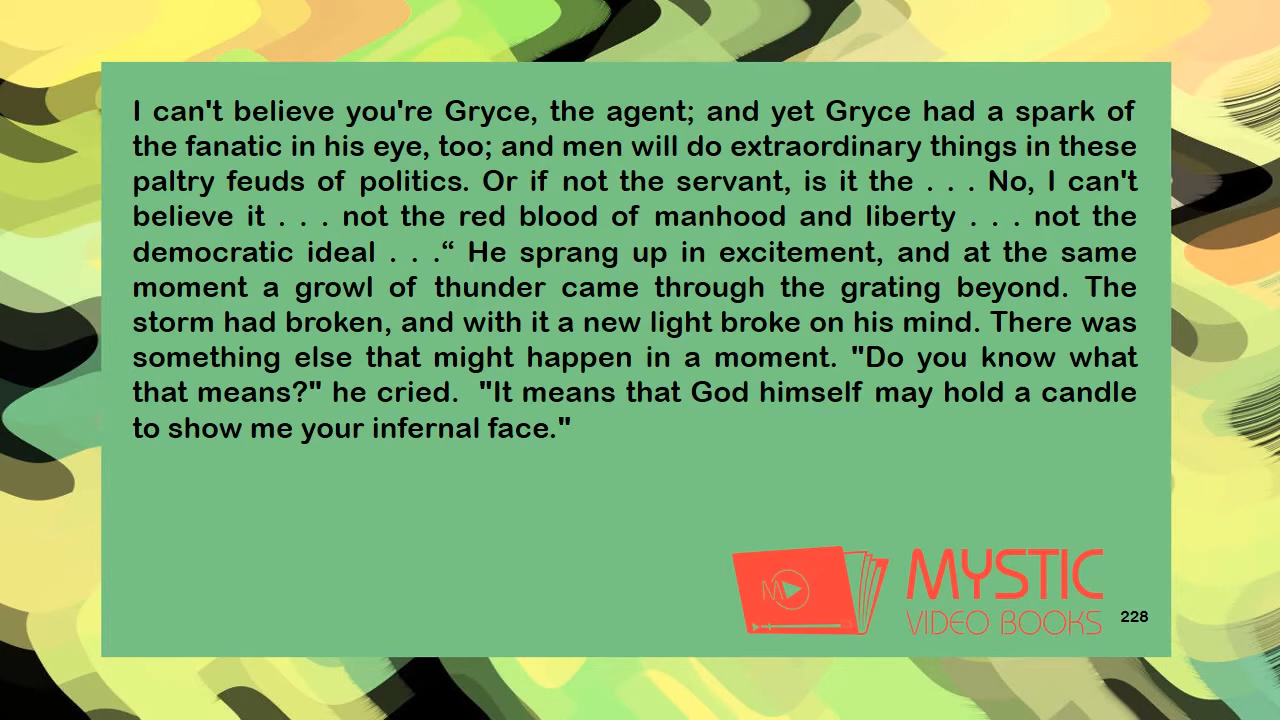 I can't believe you're Gryce, the agent; and yet Gryce had a spark of
the fanatic in his eye, too; and men will do extraordinary things in these
paltry feuds of politics. Or if not the servant, is it the . . . No, I can't
believe it . . . not the red blood of manhood and liberty . . . not the
democratic ideal . . .“ He sprang up in excitement, and at the same
moment a growl of thunder came through the grating beyond. The
storm had broken, and with it a new light broke on his mind. There was
something else that might happen in a moment. "Do you know what
that means?" he cried.  "It means that God himself may hold a candle
to show me your infernal face."
M
MYSTIC
VIDEO BOOKS
228